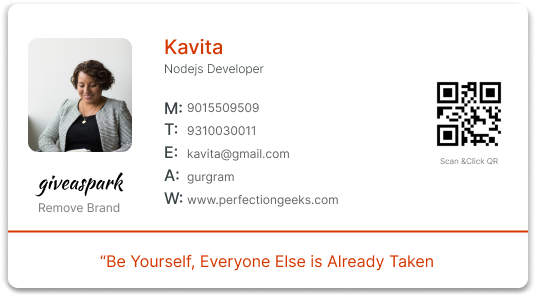 Kavita
Nodejs Developer
M: 9015509509
T: 9310030011
E: kavita@gmail.com
A: gurgram
W: www.perfectiongeeks.com
giveaspark
Remove Brand
Scan &Click QR
“Be Yourself, Everyone Else is Already Taken